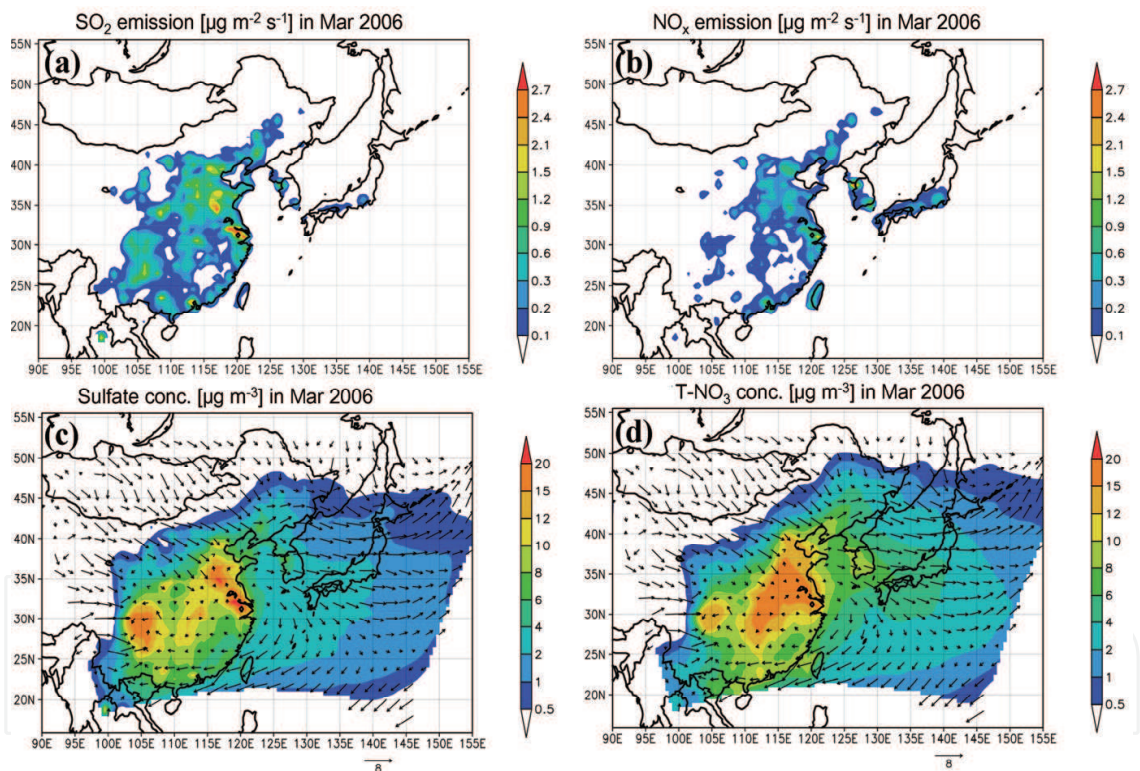 SO₂ emission [µg m⁻² s⁻¹] in Mar 2006
(a)
55N
50N
45N
40N
35N
30N
25N
20N
90E 95E 100E 105E 110E 115E 120E 125E 130E 135E 140E 145E 150E 155E
2.7
2.4
2.1
1.5
1.2
0.9
0.6
0.3
0.2
0.1
NOₓ emission [µg m⁻² s⁻¹] in Mar 2006
(b)
55N
50N
45N
40N
35N
30N
25N
20N
90E 95E 100E 105E 110E 115E 120E 125E 130E 135E 140E 145E 150E 155E
2.7
2.4
2.1
1.5
1.2
0.9
0.6
0.3
0.2
0.1
Sulfate conc. [µg m⁻³] in Mar 2006
(c)
55N
50N
45N
40N
35N
30N
25N
20N
90E 95E 100E 105E 110E 115E 120E 125E 130E 135E 140E 145E 150E 155E
8
20
15
12
10
8
6
4
2
1
0.5
T-NO₃ conc. [µg m⁻³] in Mar 2006
(d)
55N
50N
45N
40N
35N
30N
25N
20N
90E 95E 100E 105E 110E 115E 120E 125E 130E 135E 140E 145E 150E 155E
8
20
15
12
10
8
6
4
2
1
0.5